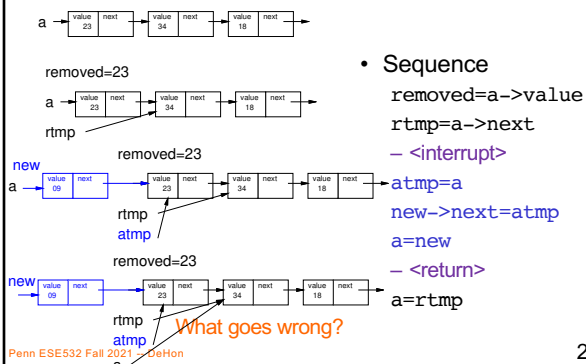 a
value next value next value next
23 34 18
removed=23
a
value next value next value next
23 34 18
rtmp
removed=23
new
a
value next value next value next value next
09 23 34 18
rtmp
atmp
removed=23
new
value next value next value next value next
09 23 34 18
rtmp
atmp
What goes wrong?
• Sequence
removed=a->value
rtmp=a->next
– <interrupt>
atmp=a
new->next=atmp
a=new
– <return>
a=rtmp
Penn ESE532 Fall 2021 -- DeHon
2